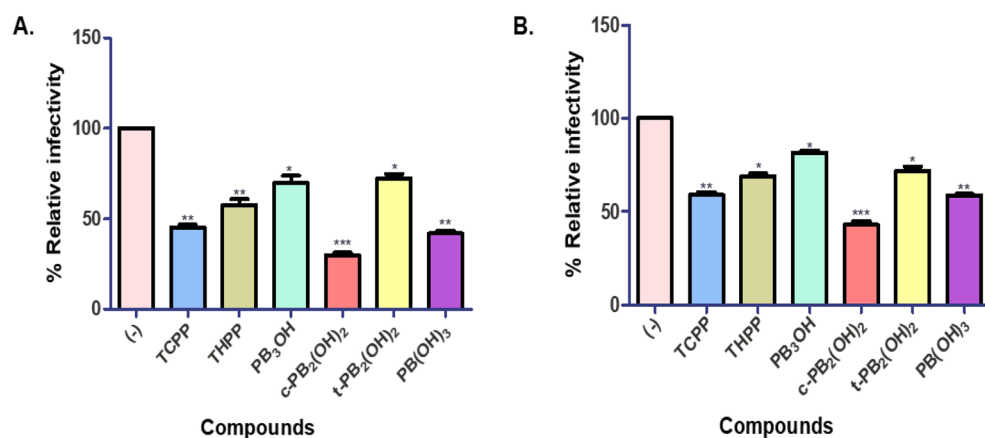 A.
% Relative infectivity
150
100
50
0
**
**
*
***
*
**
(-)
TCPP
THPP
PB₃OH
c-PB₂(OH)₂
t-PB₂(OH)₂
PB(OH)₃
Compounds
B.
% Relative infectivity
150
100
50
0
**
*
*
***
*
**
(-)
TCPP
THPP
PB₃OH
c-PB₂(OH)₂
t-PB₂(OH)₂
PB(OH)₃
Compounds